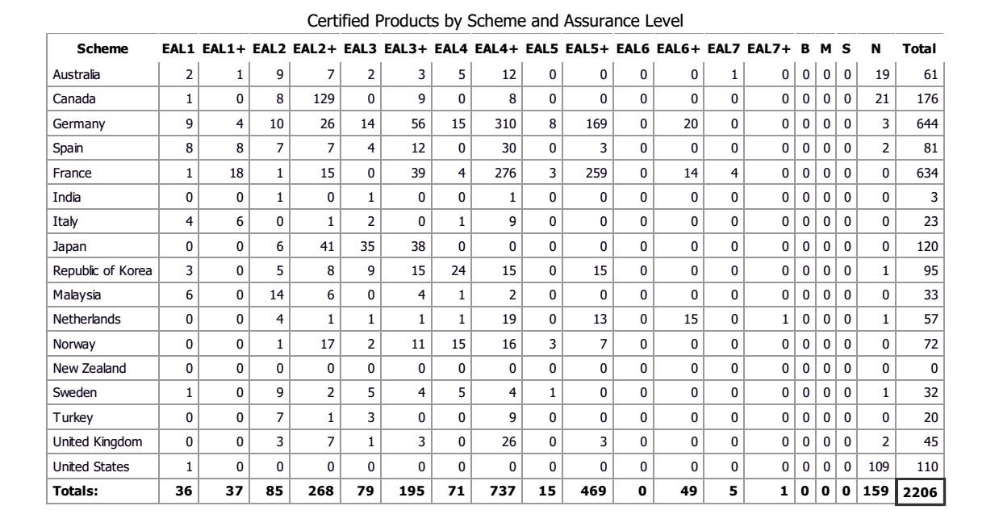 Certified Products by Scheme and Assurance Level
Scheme EAL1 EAL1+ EAL2 EAL2+ EAL3 EAL3+ EAL4 EAL4+ EAL5 EAL5+ EAL6 EAL6+ EAL7 EAL7+ B M S N Total
Australia 2 1 9 7 2 3 5 12 0 0 0 0 1 0 0 0 0 19 61
Canada 1 0 8 129 0 9 0 8 0 0 0 0 0 0 0 0 0 21 176
Germany 9 4 10 26 14 56 15 310 8 169 0 20 0 0 0 0 0 3 644
Spain 8 8 7 7 4 12 0 30 0 3 0 0 0 0 0 0 0 2 81
France 1 18 1 15 0 39 4 276 3 259 0 14 4 0 0 0 0 0 634
India 0 0 1 0 1 0 0 1 0 0 0 0 0 0 0 0 0 0 3
Italy 4 6 0 1 2 0 1 9 0 0 0 0 0 0 0 0 0 0 23
Japan 0 0 6 41 35 38 0 0 0 0 0 0 0 0 0 0 0 0 120
Republic of Korea 3 0 5 8 9 15 24 15 0 15 0 0 0 0 0 0 0 1 95
Malaysia 6 0 14 6 0 4 1 2 0 0 0 0 0 0 0 0 0 0 33
Netherlands 0 0 4 1 1 1 1 19 0 13 0 15 0 1 0 0 0 1 57
Norway 0 0 1 17 2 11 15 16 3 7 0 0 0 0 0 0 0 0 72
New Zealand 0 0 0 0 0 0 0 0 0 0 0 0 0 0 0 0 0 0 0
Sweden 1 0 9 2 5 4 5 4 1 0 0 0 0 0 0 0 0 1 32
Turkey 0 0 7 1 3 0 0 9 0 0 0 0 0 0 0 0 0 0 20
United Kingdom 0 0 3 7 1 3 0 26 0 3 0 0 0 0 0 0 0 2 45
United States 1 0 0 0 0 0 0 0 0 0 0 0 0 0 0 0 0 109 110
Totals: 36 37 85 268 79 195 71 737 15 469 0 49 5 1 0 0 0 159 2206